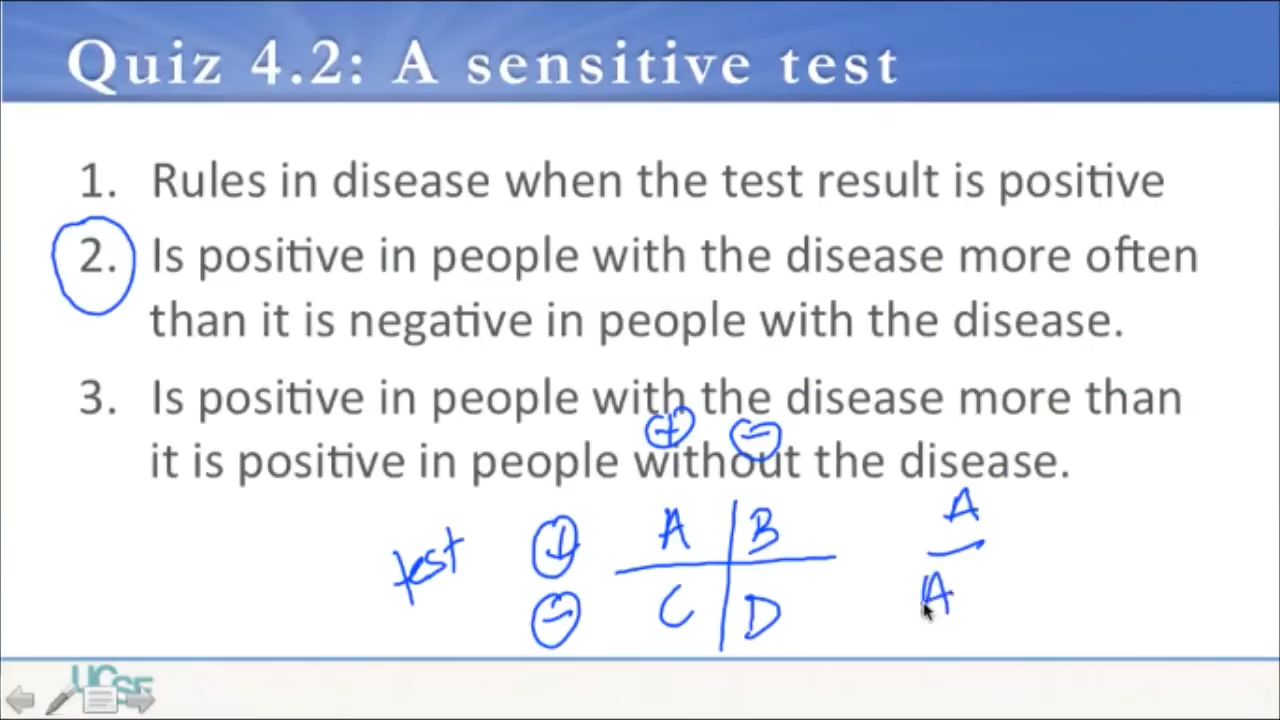 Quiz 4.2: A sensitive test
1. Rules in disease when the test result is positive
2. Is positive in people with the disease more often
than it is negative in people with the disease.
3. Is positive in people with the disease more than
it is positive in people without the disease.
+ −
test + A B
− C D
A
A
UCSF